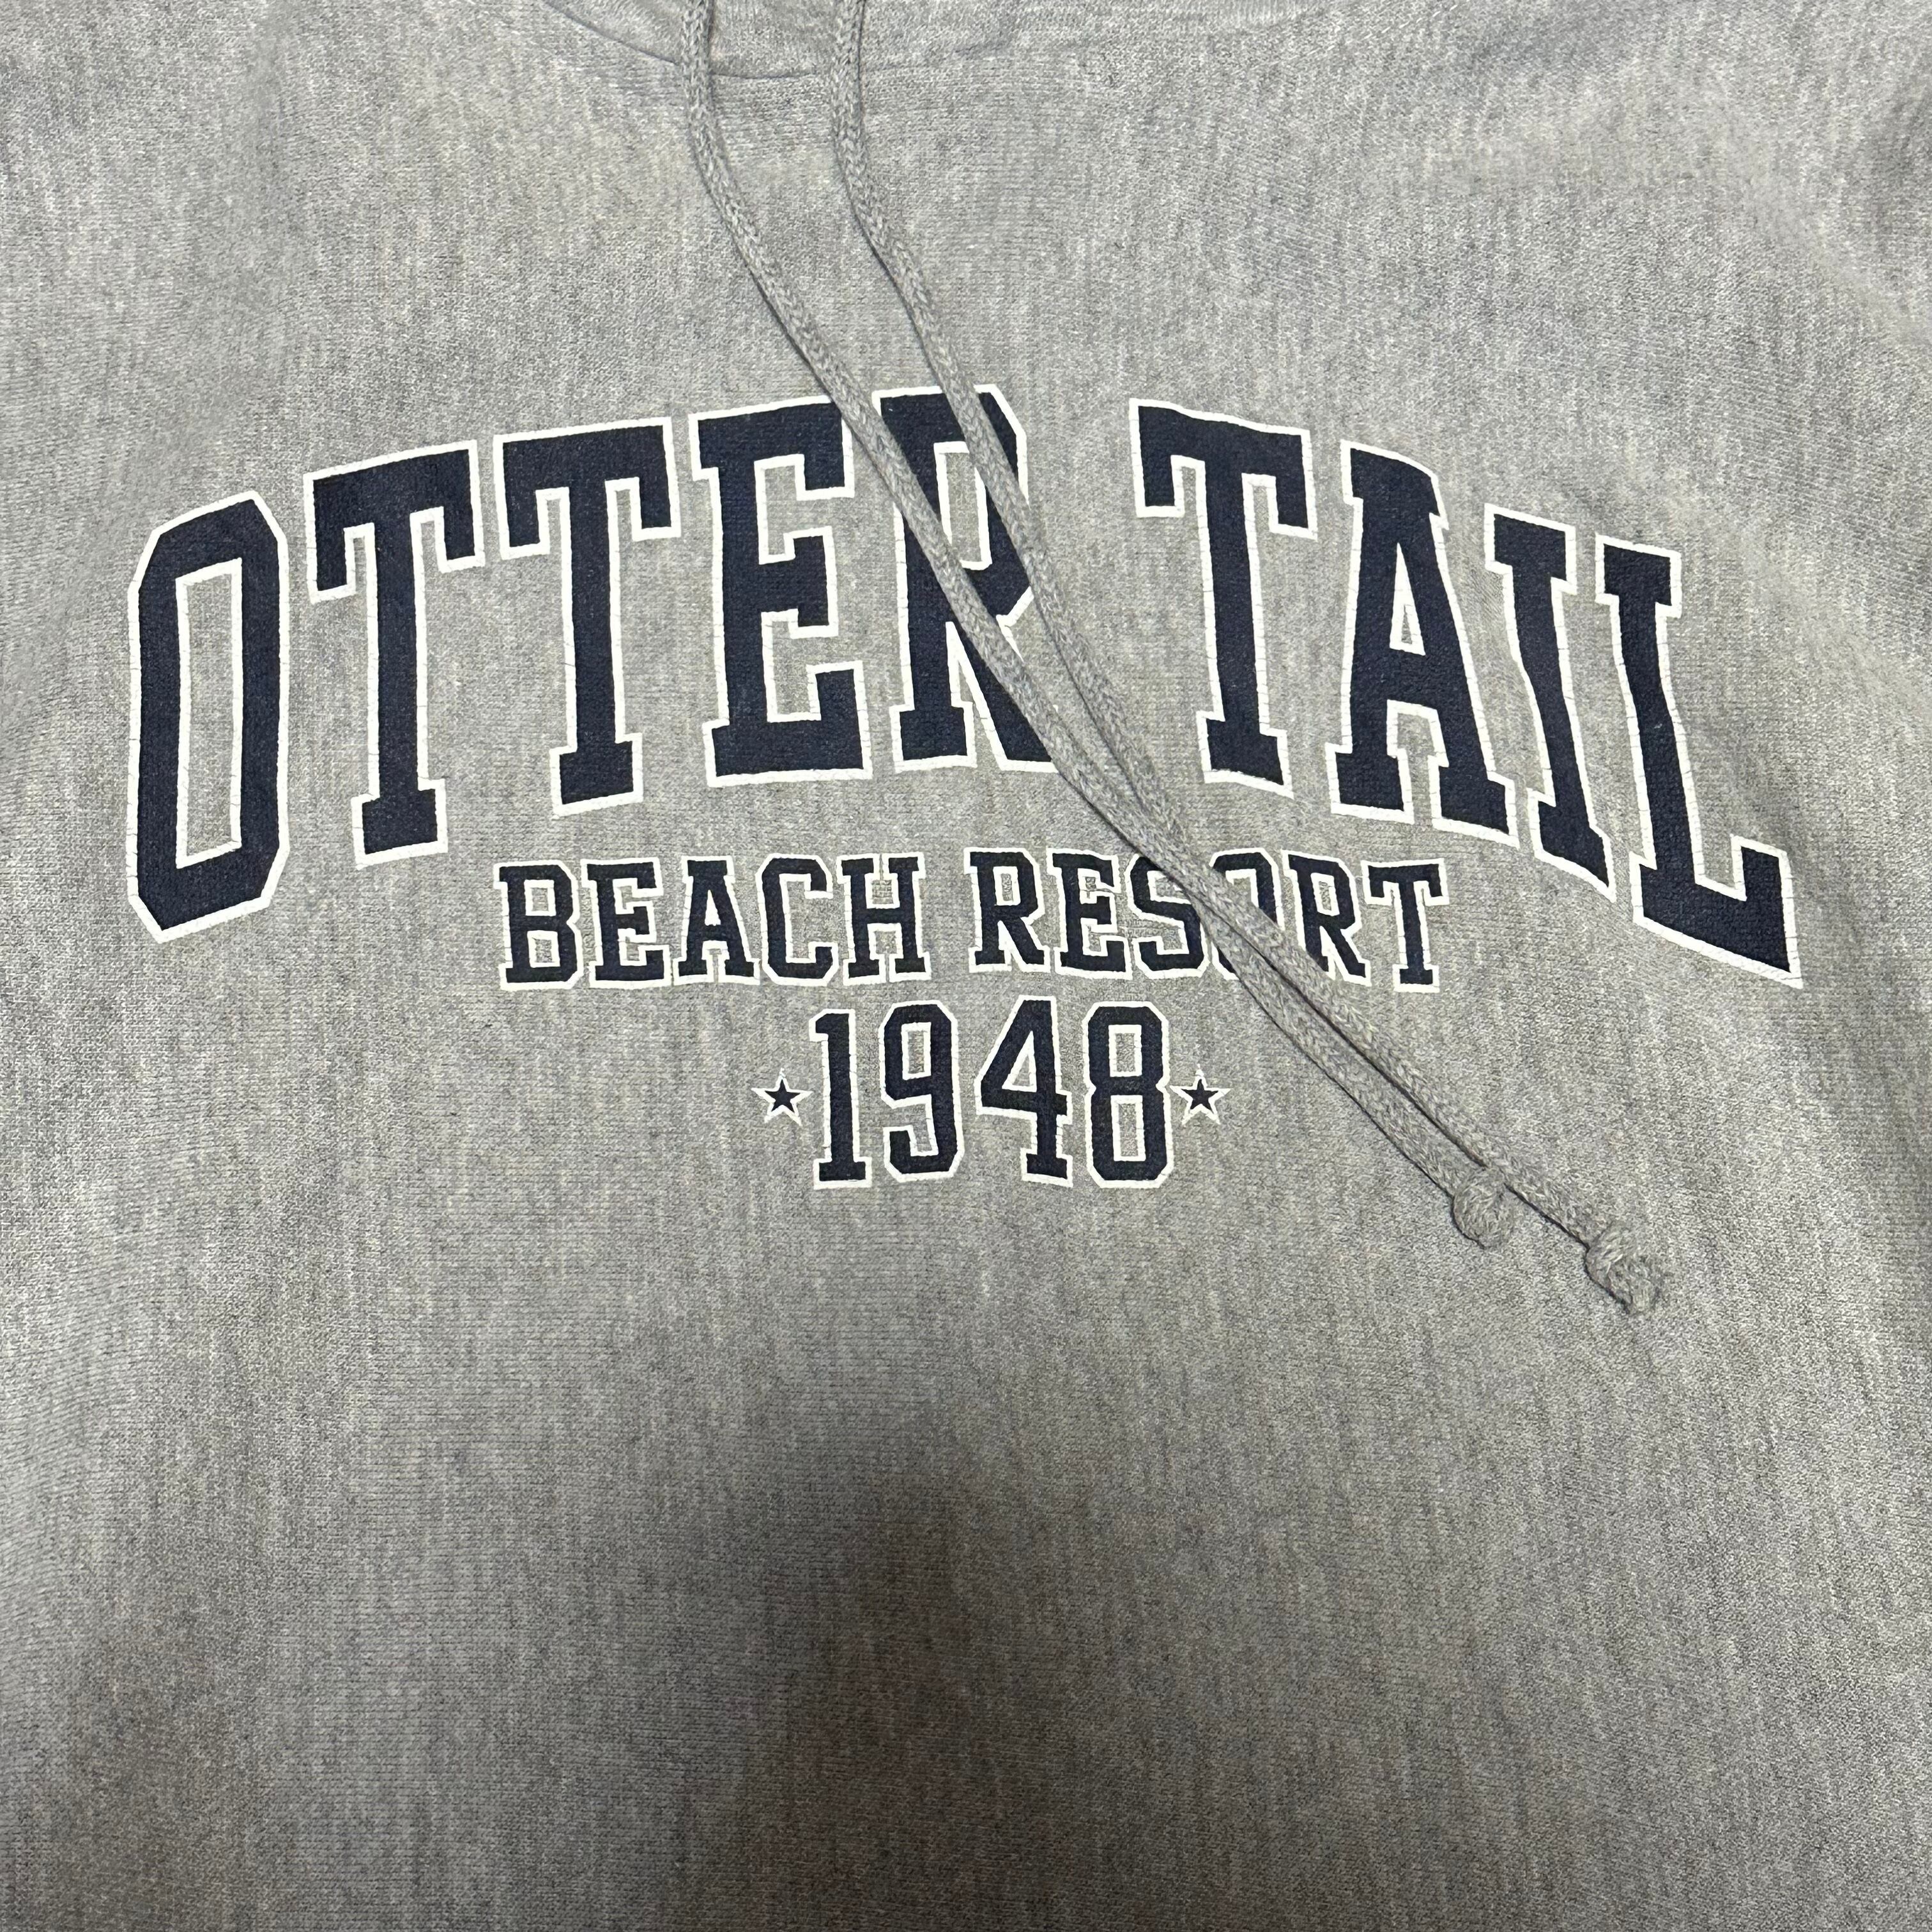 OTTER TAIL
BEACH RESORT
★1948★